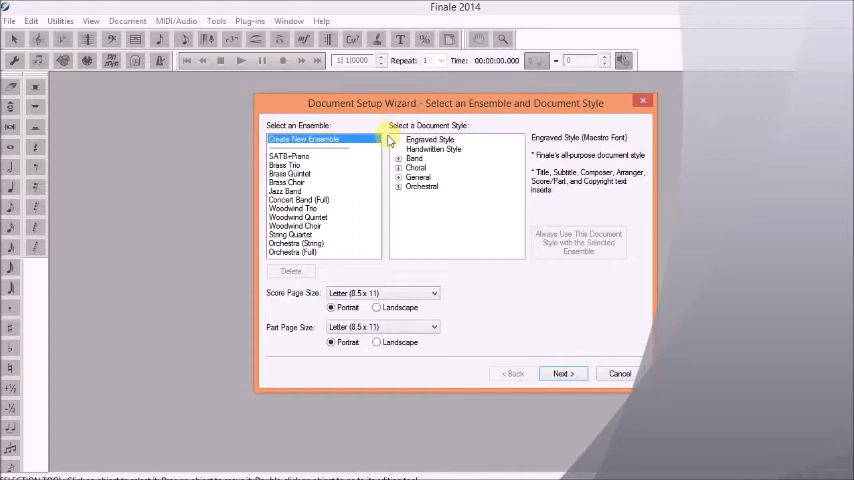 Finale 2014
File Edit Utilities View Document Tools Plug-ins MIDI/Audio Window Help
1| 1|0000 Repeat: 1 Time: 00:00:00.000 = 0
Document Setup Wizard - Select an Ensemble and Document Style
Select an Ensemble:
Create New Ensemble
SATB+Piano
Brass Trio
Brass Quintet
Brass Choir
Jazz Band
Concert Band (Full)
Woodwind Trio
Woodwind Quintet
Woodwind Choir
String Quartet
Orchestra (String)
Orchestra (Full)
Delete
Select a Document Style:
Engraved Style
Handwritten Style
Band
Choral
General
Orchestral
Engraved Style (Maestro Font)
* Finale's all-purpose document style
* Title, Subtitle, Composer, Arranger,
Score/Part, and Copyright text
inserts
Always Use This Document
Style with the Selected
Ensemble
Score Page Size: Letter (8.5 x 11)
Portrait Landscape
Part Page Size: Letter (8.5 x 11)
Portrait Landscape
< Back Next > Cancel